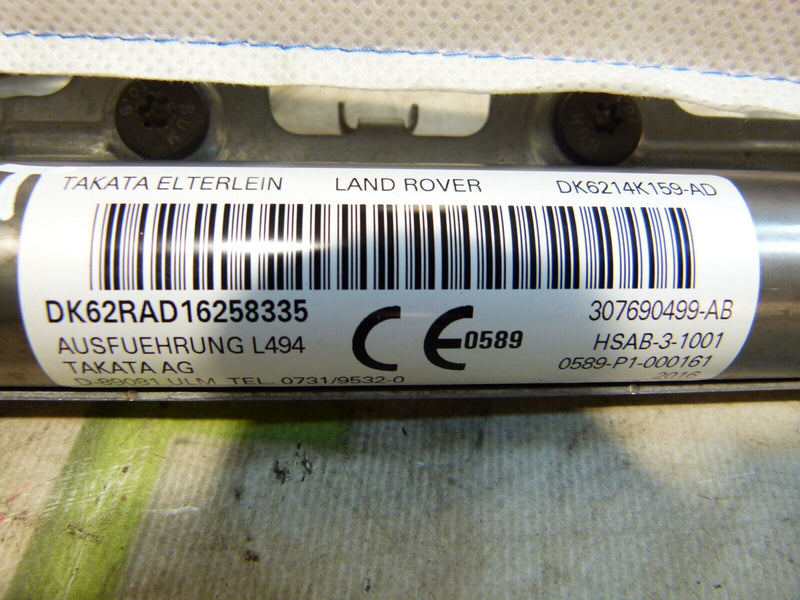 TAKATA ELTERLEIN LAND ROVER DK6214K159-AD
DK62RAD16258335 CE 0589 307690499-AB
AUSFUEHRUNG L494 HSAB-3-1001
TAKATA AG 0589-P1-000161
D-89081 ULM TEL. 0731/9532-0 2016